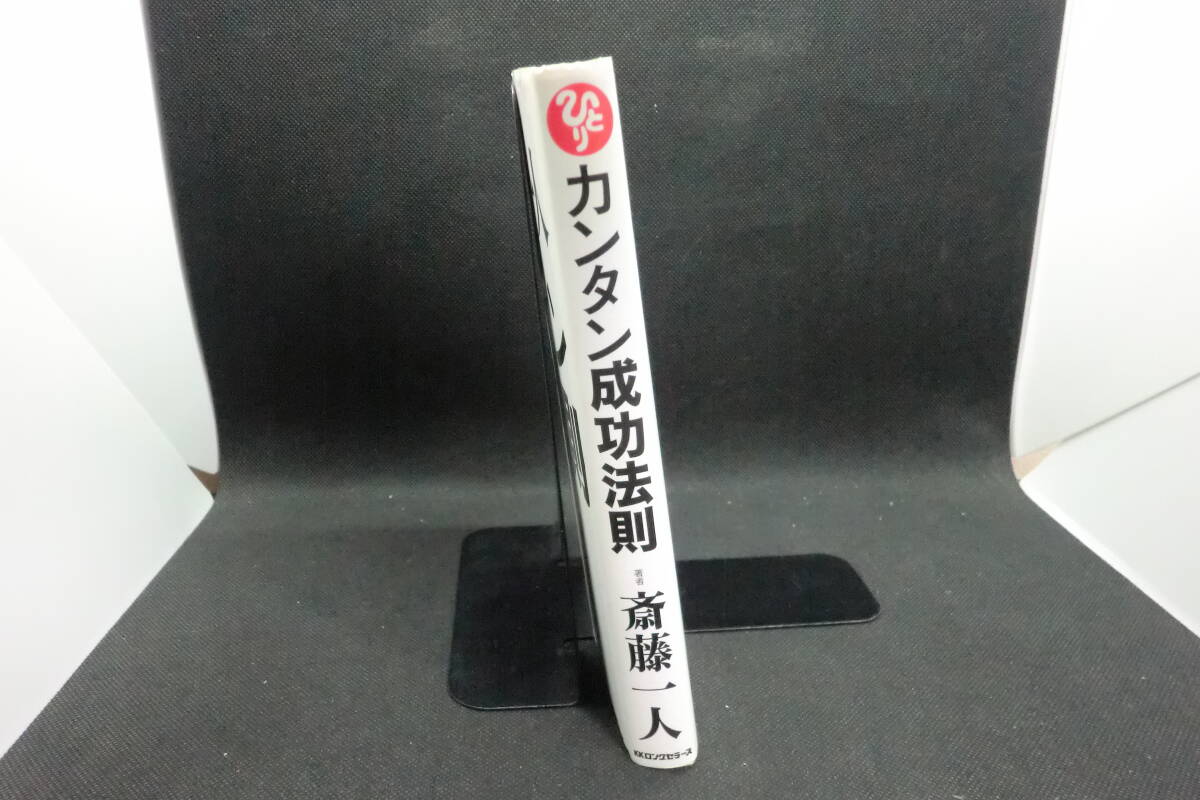 ひとり
カンタン成功法則
著者
斎藤一人
KKロングセラーズ